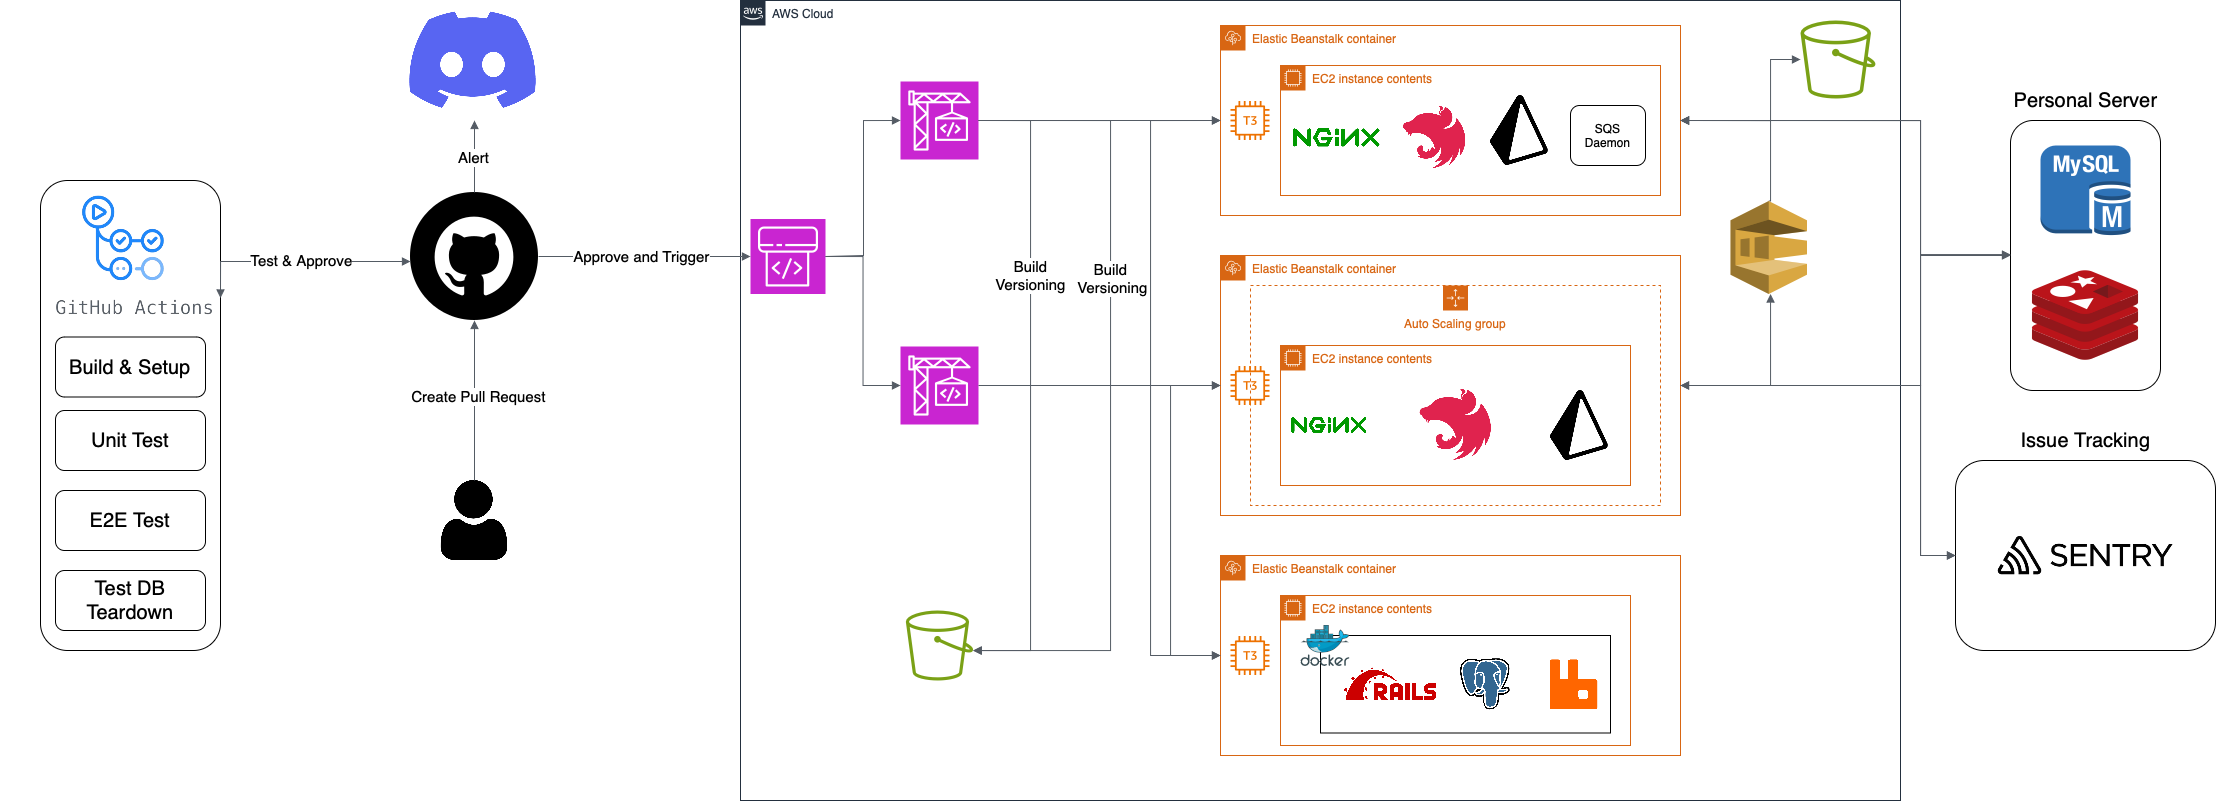 aws
AWS Cloud
Alert
GitHub Actions
Build & Setup
Unit Test
E2E Test
Test DB
Teardown
Test & Approve
Create Pull Request
Approve and Trigger
Build
Versioning
Build
Versioning
Elastic Beanstalk container
EC2 instance contents
T3
NGINX
SQS
Daemon
Elastic Beanstalk container
Auto Scaling group
EC2 instance contents
T3
NGINX
Elastic Beanstalk container
EC2 instance contents
T3
docker
RAILS
Personal Server
MySQL
M
Issue Tracking
SENTRY